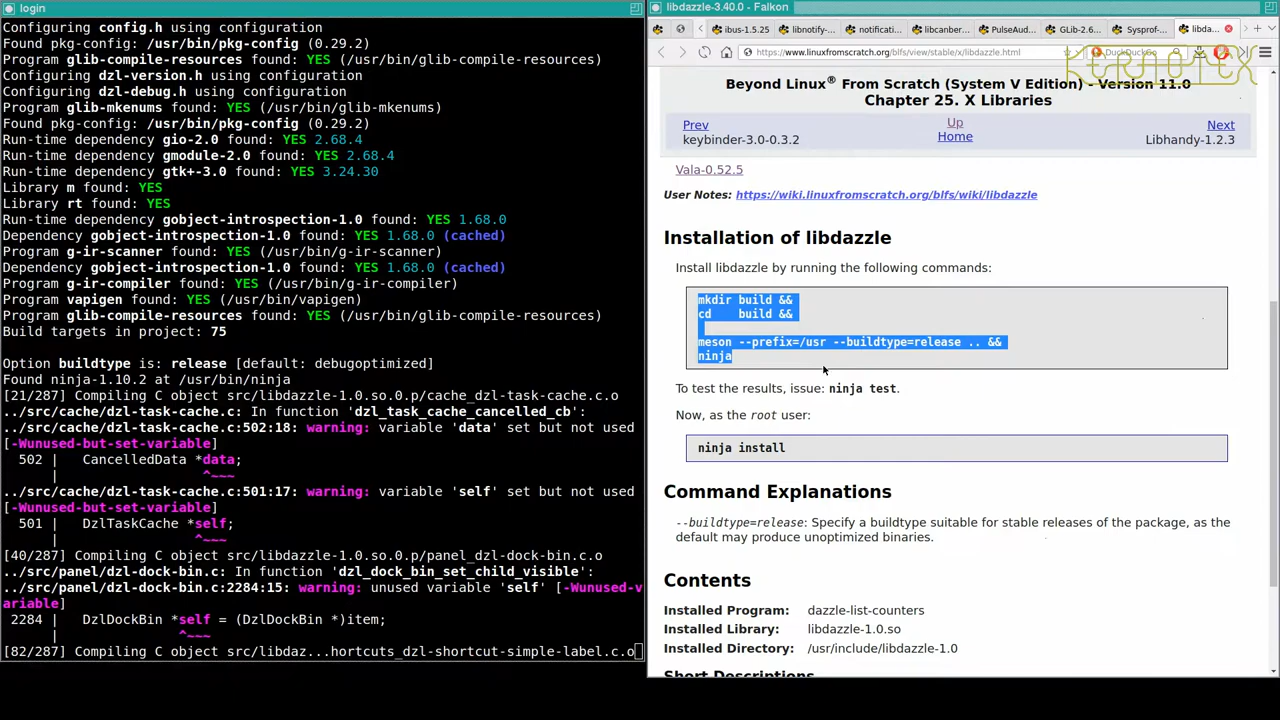 login
Configuring config.h using configuration
Found pkg-config: /usr/bin/pkg-config (0.29.2)
Program glib-compile-resources found: YES (/usr/bin/glib-compile-resources)
Configuring dzl-version.h using configuration
Configuring dzl-debug.h using configuration
Program glib-mkenums found: YES (/usr/bin/glib-mkenums)
Found pkg-config: /usr/bin/pkg-config (0.29.2)
Run-time dependency gio-2.0 found: YES 2.68.4
Run-time dependency gmodule-2.0 found: YES 2.68.4
Run-time dependency gtk+-3.0 found: YES 3.24.30
Library m found: YES
Library rt found: YES
Run-time dependency gobject-introspection-1.0 found: YES 1.68.0
Dependency gobject-introspection-1.0 found: YES 1.68.0 (cached)
Program g-ir-scanner found: YES (/usr/bin/g-ir-scanner)
Dependency gobject-introspection-1.0 found: YES 1.68.0 (cached)
Program g-ir-compiler found: YES (/usr/bin/g-ir-compiler)
Program vapigen found: YES (/usr/bin/vapigen)
Program glib-compile-resources found: YES (/usr/bin/glib-compile-resources)
Build targets in project: 75
Option buildtype is: release [default: debugoptimized]
Found ninja-1.10.2 at /usr/bin/ninja
[21/287] Compiling C object src/libdazzle-1.0.so.0.p/cache_dzl-task-cache.c.o
../src/cache/dzl-task-cache.c: In function 'dzl_task_cache_cancelled_cb':
../src/cache/dzl-task-cache.c:502:18: warning: variable 'data' set but not used
[-Wunused-but-set-variable]
502 | CancelledData *data;
| ^~~~
../src/cache/dzl-task-cache.c:501:17: warning: variable 'self' set but not used
[-Wunused-but-set-variable]
501 | DzlTaskCache *self;
| ^~~~
[40/287] Compiling C object src/libdazzle-1.0.so.0.p/panel_dzl-dock-bin.c.o
../src/panel/dzl-dock-bin.c: In function 'dzl_dock_bin_set_child_visible':
../src/panel/dzl-dock-bin.c:2284:15: warning: unused variable 'self' [-Wunused-v
ariable]
2284 | DzlDockBin *self = (DzlDockBin *)item;
| ^~~~
[82/287] Compiling C object src/libdaz...hortcuts_dzl-shortcut-simple-label.c.o
libdazzle-3.40.0 - Falkon
ibus-1.5.25
libnotify-...
notificati...
libcanber...
PulseAud...
GLib-2.6...
Sysprof-...
libda...
https://www.linuxfromscratch.org/blfs/view/stable/x/libdazzle.html
DuckDuckGo
KERNOTEX
Beyond Linux® From Scratch (System V Edition) - Version 11.0
Chapter 25. X Libraries
Prev
Up
Next
keybinder-3.0-0.3.2
Home
Libhandy-1.2.3
Vala-0.52.5
User Notes: https://wiki.linuxfromscratch.org/blfs/wiki/libdazzle
Installation of libdazzle
Install libdazzle by running the following commands:
mkdir build &&
cd build &&
meson --prefix=/usr --buildtype=release .. &&
ninja
To test the results, issue: ninja test.
Now, as the root user:
ninja install
Command Explanations
--buildtype=release: Specify a buildtype suitable for stable releases of the package, as the
default may produce unoptimized binaries.
Contents
Installed Program: dazzle-list-counters
Installed Library: libdazzle-1.0.so
Installed Directory: /usr/include/libdazzle-1.0
Short Descriptions